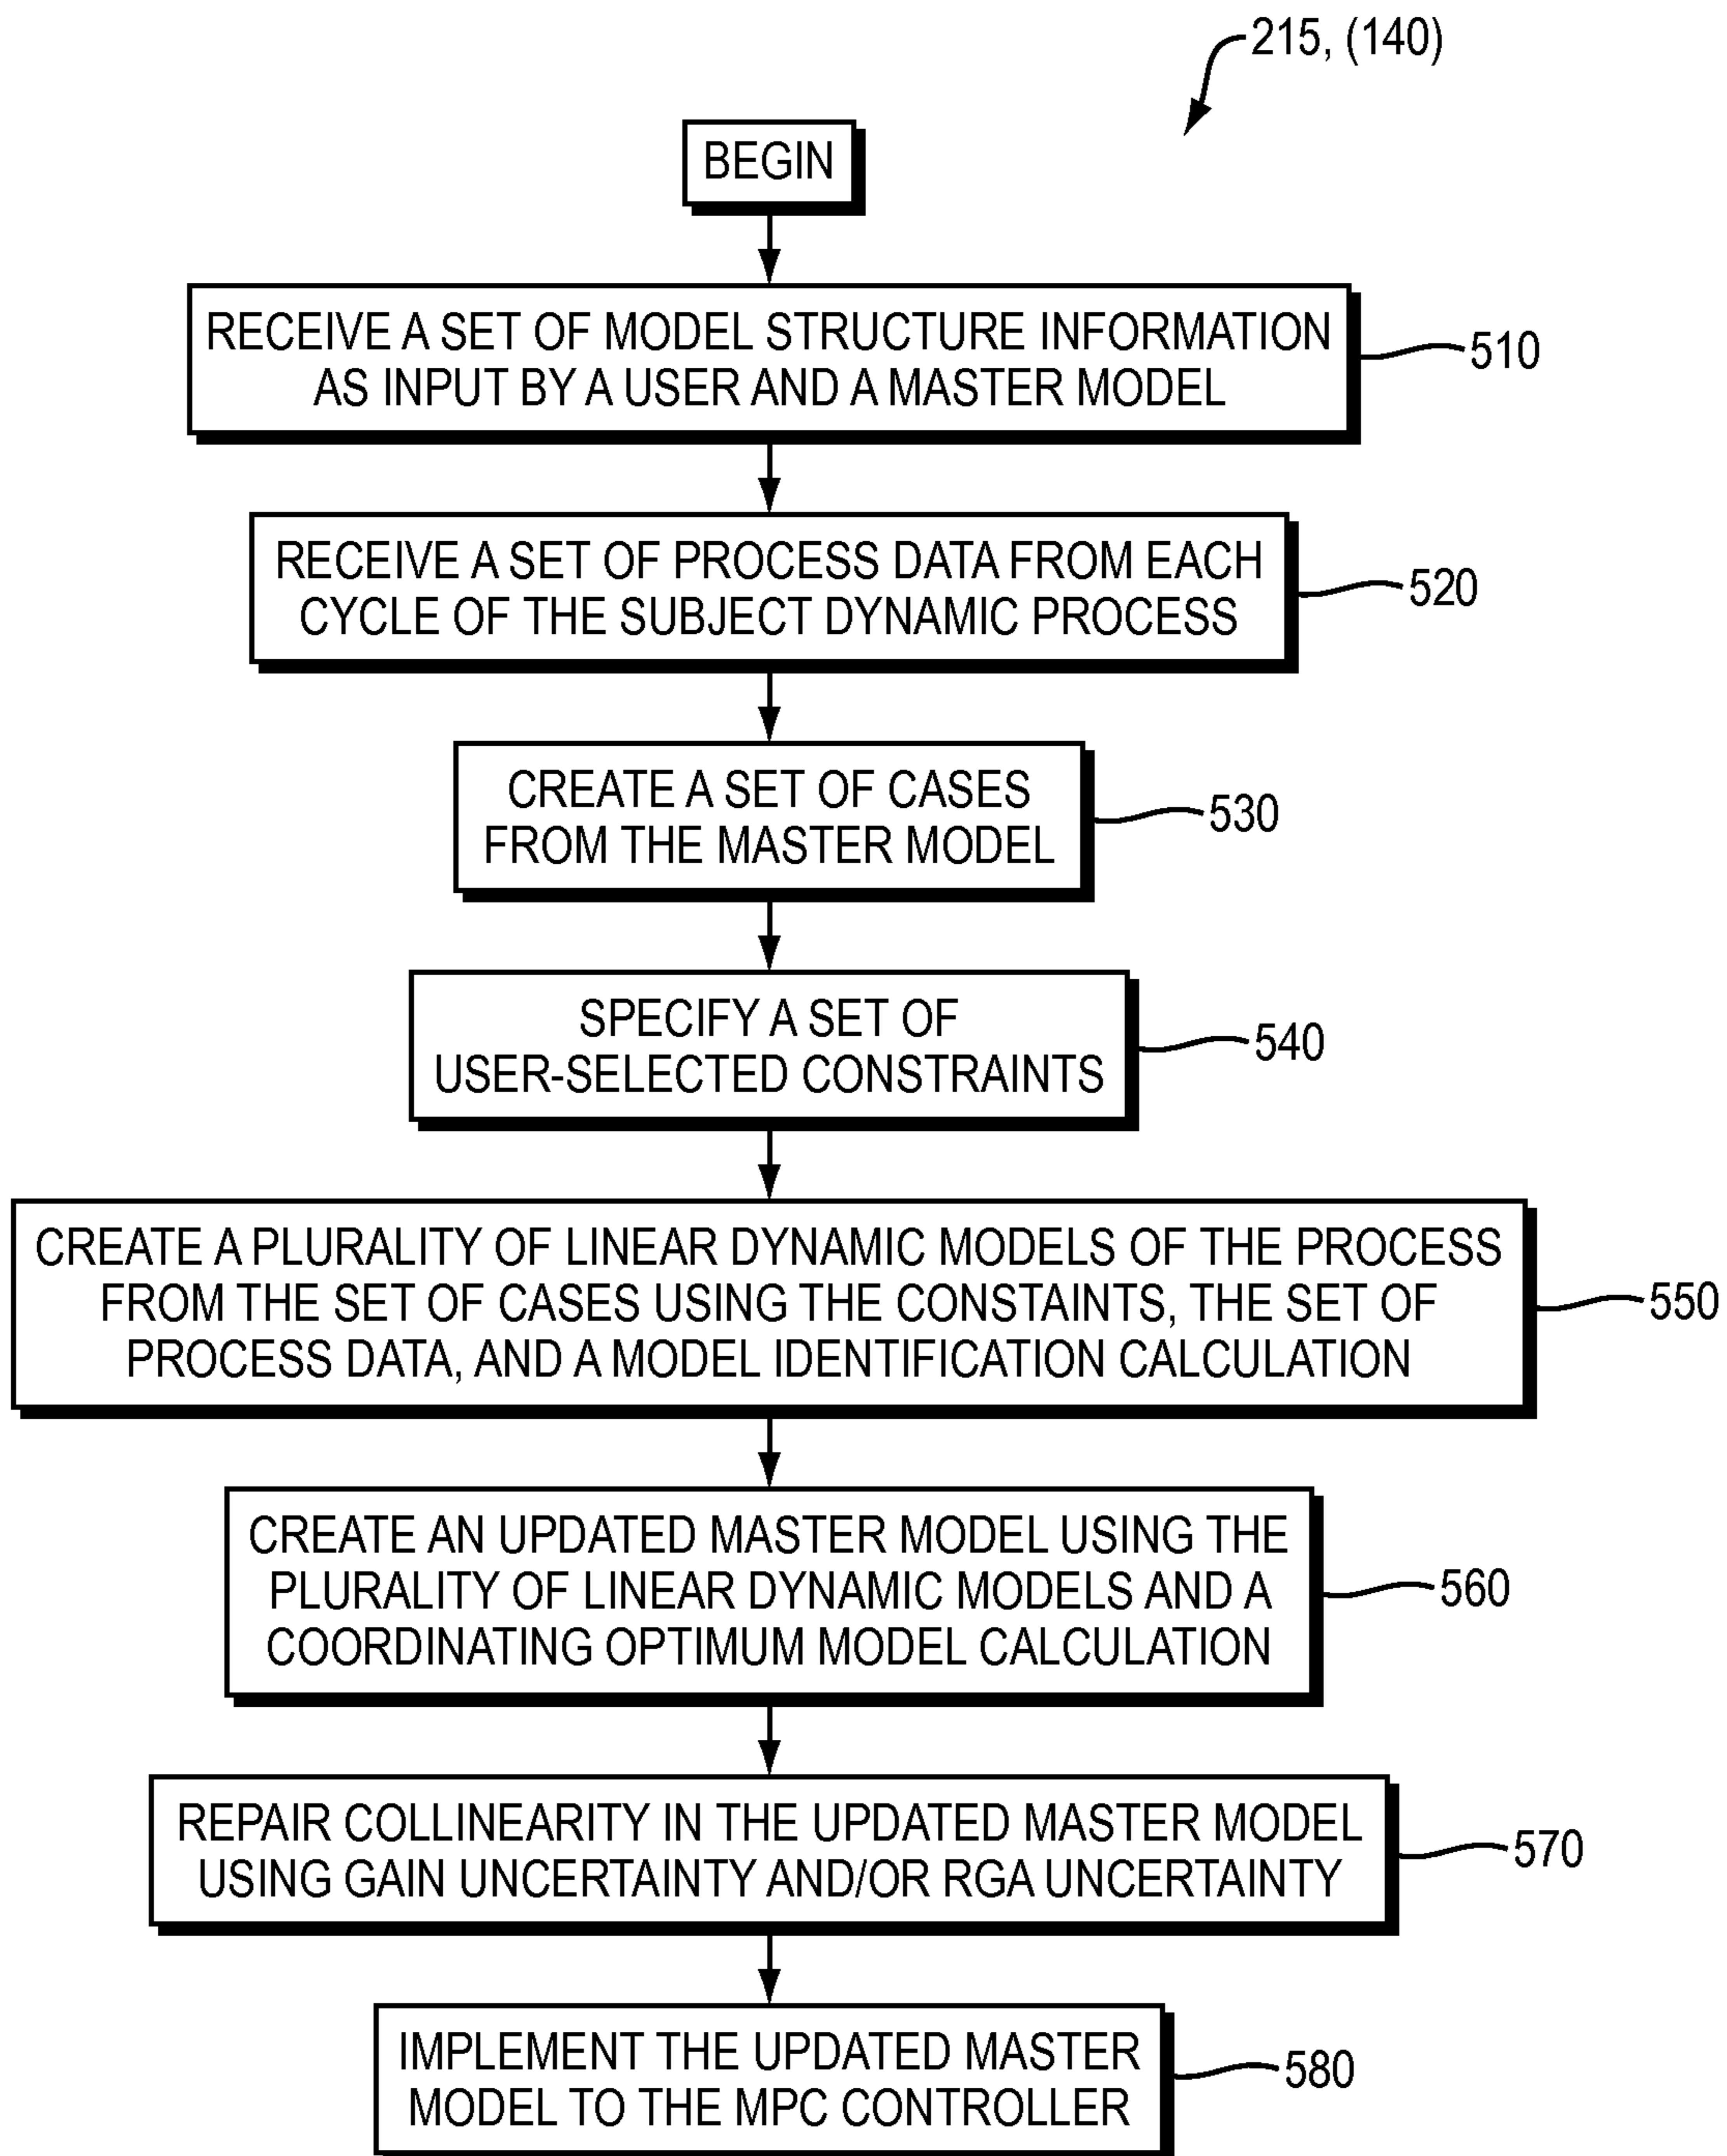 215, (140)
BEGIN
RECEIVE A SET OF MODEL STRUCTURE INFORMATION
AS INPUT BY A USER AND A MASTER MODEL
510
RECEIVE A SET OF PROCESS DATA FROM EACH
CYCLE OF THE SUBJECT DYNAMIC PROCESS
520
CREATE A SET OF CASES
FROM THE MASTER MODEL
530
SPECIFY A SET OF
USER-SELECTED CONSTRAINTS
540
CREATE A PLURALITY OF LINEAR DYNAMIC MODELS OF THE PROCESS
FROM THE SET OF CASES USING THE CONSTAINTS, THE SET OF
PROCESS DATA, AND A MODEL IDENTIFICATION CALCULATION
550
CREATE AN UPDATED MASTER MODEL USING THE
PLURALITY OF LINEAR DYNAMIC MODELS AND A
COORDINATING OPTIMUM MODEL CALCULATION
560
REPAIR COLLINEARITY IN THE UPDATED MASTER MODEL
USING GAIN UNCERTAINTY AND/OR RGA UNCERTAINTY
570
IMPLEMENT THE UPDATED MASTER
MODEL TO THE MPC CONTROLLER
580